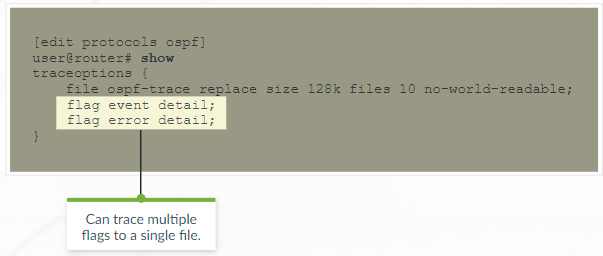 [edit protocols ospf]
user@router# show
traceoptions {
    file ospf-trace replace size 128k files 10 no-world-readable;
    flag event detail;
    flag error detail;
}
Can trace multiple
flags to a single file.